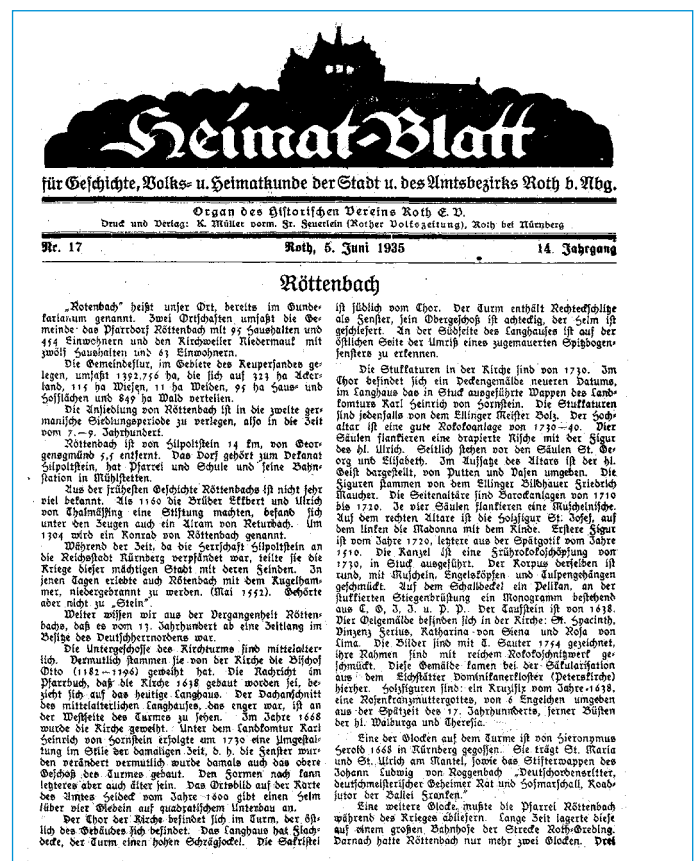 Heimat-Blatt
für Geschichte, Volks- u. Heimatkunde der Stadt u. des Amtsbezirks Roth b. Nbg.
Organ des Historischen Vereins Roth E. V.
Druck und Verlag: K. Müller vorm. Fr. Feuerlein (Rother Volkszeitung), Roth bei Nürnberg
Nr. 17 Roth, 5. Juni 1935 14. Jahrgang
Röttenbach
„Rotenbach" heißt unser Ort, bereits im Gunde-
karianum genannt. Zwei Ortschaften umfaßt die Ge-
meinde das Pfarrdorf Röttenbach mit 95 Haushalten und
454 Einwohnern und den Kirchweiler Niedermauk mit
zwölf Haushalten und 63 Einwohnern.
Die Gemeindeflur, im Gebiete des Keupersandes ge-
legen, umfaßt 1392,756 ha, die sich auf 323 ha Acker-
land, 115 ha Wiesen, 11 ha Weiden, 95 ha Haus- und
Hofflächen und 849 ha Wald verteilen.
Die Ansiedlung von Röttenbach ist in die zweite ger-
manische Siedlungsperiode zu verlegen, also in die Zeit
vom 7.—9. Jahrhundert.
Röttenbach ist von Hilpoltstein 14 km, von Geor-
gensgmünd 5,5 entfernt. Das Dorf gehört zum Dekanat
Hilpoltstein, hat Pfarrei und Schule und seine Bahn-
station in Mühlstetten.
Aus der frühesten Geschichte Röttenbachs ist nicht sehr
viel bekannt. Als 1160 die Brüder Ekkbert und Ulrich
von Thalmässing eine Stiftung machten, befand sich
unter den Zeugen auch ein Alram von Returbach. Um
1304 wird ein Konrad von Röttenbach genannt.
Während der Zeit, da die Herrschaft Hilpoltstein an
die Reichsstadt Nürnberg verpfändet war, teilte sie die
Kriege dieser mächtigen Stadt mit deren Feinden. In
jenen Tagen erlebte auch Röttenbach mit dem Kugelham-
mer, niedergebrannt zu werden. (Mai 1552). Gehörte
aber nicht zu „Stein".
Weiter wissen wir aus der Vergangenheit Rötten-
bachs, daß es vom 13. Jahrhundert ab eine Zeitlang im
Besitze des Deutschherrnordens war.
Die Untergeschosse des Kirchturms sind mittelalter-
lich. Vermutlich stammen sie von der Kirche die Bischof
Otto (1182—1196) geweiht hat. Die Nachricht im
Pfarrbuch, daß die Kirche 1638 gebaut worden sei, be-
zieht sich auf das heutige Langhaus. Der Dachanschnitt
des mittelalterlichen Langhauses, das enger war, ist an
der Westseite des Turmes zu sehen. Im Jahre 1668
wurde die Kirche geweiht. Unter dem Landkomtur Karl
Heinrich von Hornstein erfolgte um 1730 eine Umgestal-
tung im Stile der damaligen Zeit, d. h. die Fenster wur-
den verändert vermutlich wurde damals auch das obere
Geschoß des Turmes gebaut. Den Formen nach kann
letzteres aber auch älter sein. Das Ortsbild auf der Karte
des Amtes Heideck vom Jahre 1600 gibt einen Helm
über vier Giebeln auf quadratischem Unterbau an.
Der Chor der Kirche befindet sich im Turm, der öst-
lich des Gebäudes sich befindet. Das Langhaus hat Flach-
decke, der Turm einen hohen Schrägsockel. Die Sakristei
ist südlich vom Chor. Der Turm enthält Rechteckschlitze
als Fenster, sein Obergeschoß ist achteckig, der Helm ist
geschiefert. An der Südseite des Langhauses ist auf der
östlichen Seite der Umriß eines zugemauerten Spitzbogen-
fensters zu erkennen.
Die Stukkaturen in der Kirche sind von 1730. Im
Chor befindet sich ein Deckengemälde neueren Datums,
im Langhaus das in Stuck ausgeführte Wappen des Land-
komturs Karl Heinrich von Hornstein. Die Stukkaturen
sind jedenfalls von dem Ellinger Meister Bolz. Der Hoch-
altar ist eine gute Rokokoanlage von 1730—40. Vier
Säulen flankieren eine drapierte Nische mit der Figur
des hl. Ulrich. Seitlich stehen vor den Säulen St. Ge-
org und Elisabeth. Im Aufsatze des Altars ist der hl.
Geist dargestellt, von Putten und Vasen umgeben. Die
Figuren stammen von dem Ellinger Bildhauer Friedrich
Maucher. Die Seitenaltäre sind Barockanlagen von 1710
bis 1720. Je vier Säulen flankieren eine Muschelnische.
Auf dem rechten Altare ist die Holzfigur St. Josef, auf
dem linken die Madonna mit dem Kinde. Erstere Figur
ist vom Jahre 1720, letztere aus der Spätgotik vom Jahre
1510. Die Kanzel ist eine Frührokokoschöpfung von
1730, in Stuck ausgeführt. Der Korpus derselben ist
rund, mit Muscheln, Engelsköpfen und Tulpengehängen
geschmückt. Auf dem Schalldeckel ein Pelikan, an der
stukkierten Stiegenbrüstung ein Monogramm bestehend
aus C, O, J, J, u. P, P. Der Taufstein ist von 1638.
Vier Oelgemälde befinden sich in der Kirche: St. Hyacinth,
Vinzenz Ferius, Katharina von Siena und Rosa von
Lima. Die Bilder sind mit E. Sauter 1754 gezeichnet,
ihre Rahmen sind mit reichem Rokokoschnitzwerk ge-
schmückt. Diese Gemälde kamen bei der Säkularisation
aus dem Eichstätter Dominikanerkloster (Peterskirche)
hierher. Holzfiguren sind: ein Kruzifix vom Jahre 1638,
eine Rosenkranzmuttergottes, von 6 Engelchen umgeben
aus der Spätzeit des 17. Jahrhunderts, ferner Büsten
der hl. Walburga und Theresia.
Eine der Glocken auf dem Turme ist von Hieronymus
Herold 1668 in Nürnberg gegossen. Sie trägt St. Maria
und St. Ulrich am Mantel, sowie das Stifterwappen des
Johann Ludwig von Roggenbach „Deutschordensritter,
deutschmeisterischer Geheimer Rat und Hofmarschall, Koad-
jutor der Ballei Franken."
Eine weitere Glocke mußte die Pfarrei Röttenbach
während des Krieges abliefern. Lange Zeit lagerte diese
auf einem großen Bahnhofe der Strecke Roth-Greding.
Darnach hatte Röttenbach nur mehr zwei Glocken. Drei